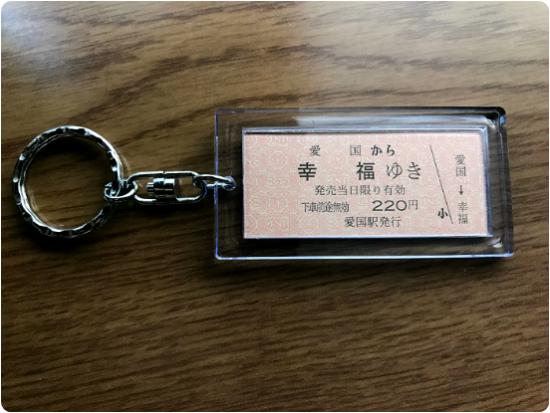 愛国から
幸福ゆき
発売当日限り有効
下車前途無効 220円
愛国駅発行
小
愛国→幸福